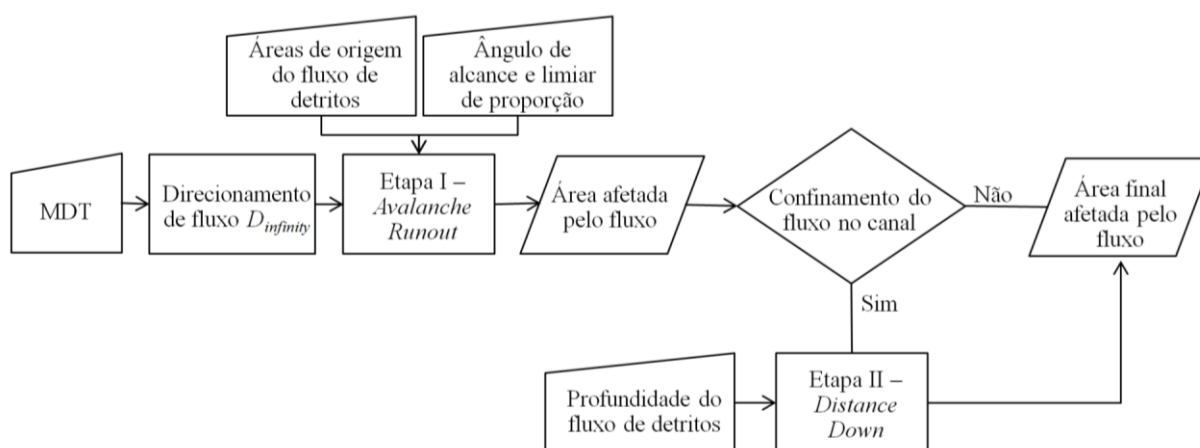 Áreas de origem
do fluxo de
detritos
Ângulo de
alcance e limiar
de proporção
MDT
Direcionamento
de fluxo D infinity
Etapa I –
Avalanche
Runout
Área afetada
pelo fluxo
Confinamento do
fluxo no canal
Não
Área final
afetada pelo
fluxo
Sim
Profundidade do
fluxo de detritos
Etapa II –
Distance
Down